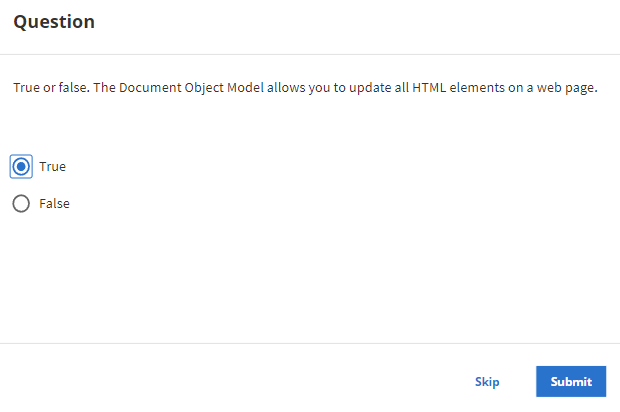 Question
True or false. The Document Object Model allows you to update all HTML elements on a web page.
True
False
Skip
Submit